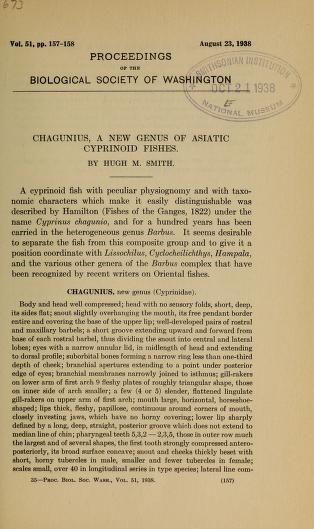 673
Vol. 51, pp. 157-158
August 23, 1938
PROCEEDINGS
OF THE
BIOLOGICAL SOCIETY OF WASHINGTON
SMITHSONIAN INSTITUTION
OCT 21 1938
NATIONAL MUSEUM
CHAGUNIUS, A NEW GENUS OF ASIATIC
CYPRINOID FISHES.
BY HUGH M. SMITH.
A cyprinoid fish with peculiar physiognomy and with taxo-
nomic characters which make it easily distinguishable was
described by Hamilton (Fishes of the Ganges, 1822) under the
name Cyprinus chagunio, and for a hundred years has been
carried in the heterogeneous genus Barbus. It seems desirable
to separate the fish from this composite group and to give it a
position coordinate with Lissochilus, Cyclocheilichthys, Hampala,
and the various other genera of the Barbus complex that have
been recognized by recent writers on Oriental fishes.
CHAGUNIUS, new genus (Cyprinidae).
Body and head well compressed; head with no sensory folds, short, deep,
its sides flat; snout slightly overhanging the mouth, its free pendant border
entire and covering the base of the upper lip; well-developed pairs of rostral
and maxillary barbels; a short groove extending upward and forward from
base of each rostral barbel, thus dividing the snout into central and lateral
lobes; eyes with a narrow annular lid, in midlength of head and extending
to dorsal profile; suborbital bones forming a narrow ring less than one-third
depth of cheek; branchial apertures extending to a point under posterior
edge of eyes; branchial membranes narrowly joined to isthmus; gill-rakers
on lower arm of first arch 9 fleshy plates of roughly triangular shape, those
on inner side of arch smaller; a few (4 or 5) slender, flattened lingulate
gill-rakers on upper arm of first arch; mouth large, horizontal, horseshoe-
shaped; lips thick, fleshy, papillose, continuous around corners of mouth,
closely investing jaws, which have no horny covering; lower lip sharply
defined by a long, deep, straight, posterior groove which does not extend to
median line of chin; pharyngeal teeth 5,3,2 — 2,3,5, those in outer row much
the largest and of several shapes, the first tooth strongly compressed antero-
posteriorly, its broad surface concave; snout and cheeks thickly beset with
short, horny tubercles in male, smaller and fewer tubercles in female;
scales small, over 40 in longitudinal series in type species; lateral line com-
35—PROC. BIOL. SOC. WASH., VOL. 51, 1938.
(157)